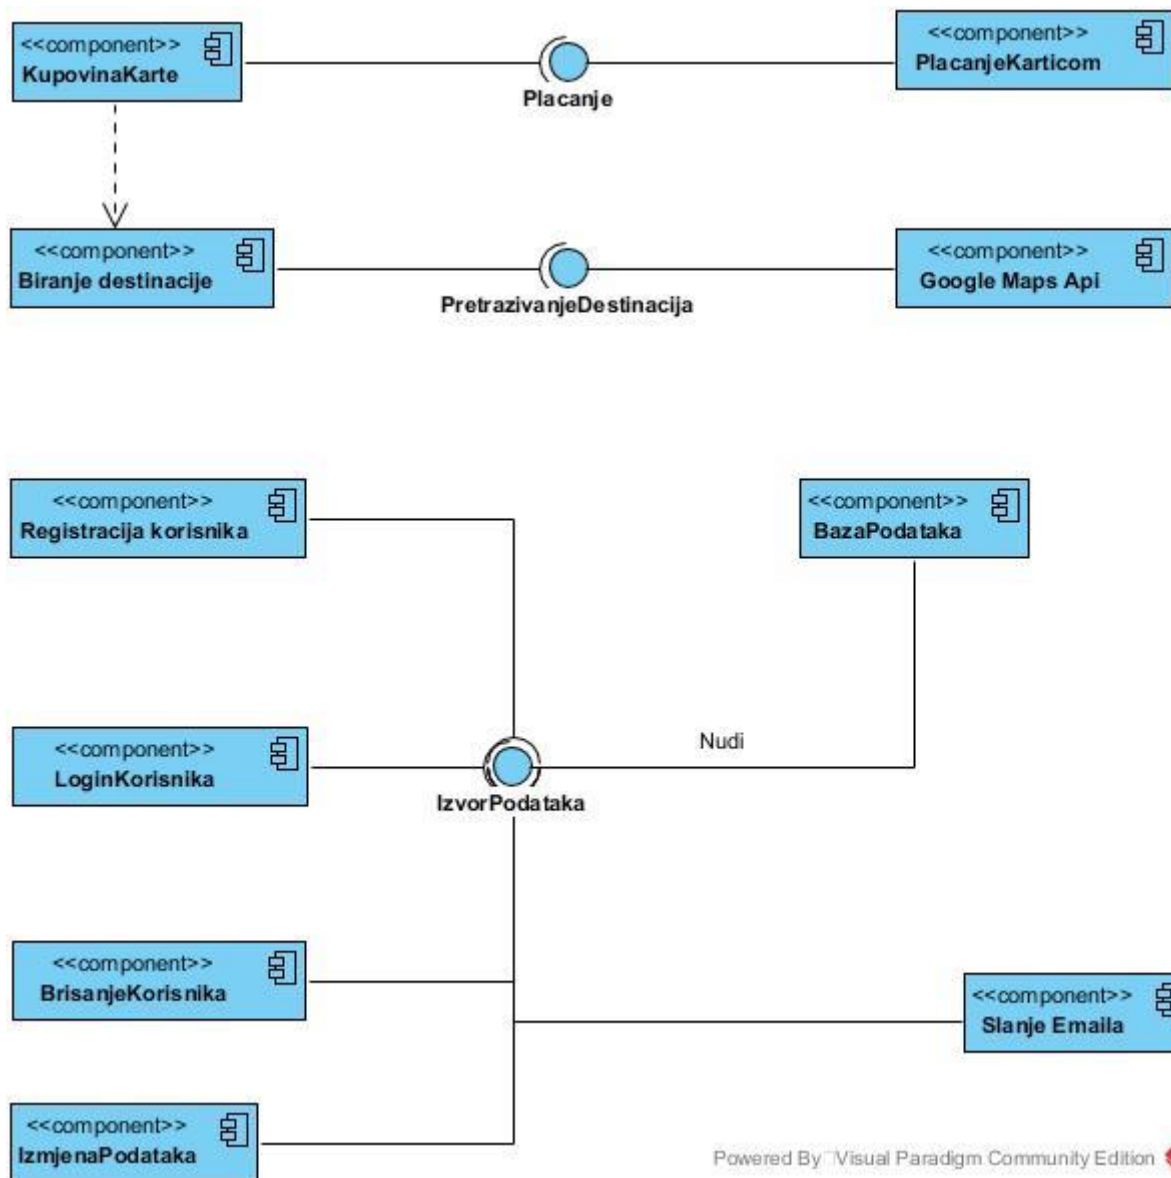 <<component>>
KupovinaKarte
Placanje
<<component>>
PlacanjeKarticom
<<component>>
Biranje destinacije
PretrazivanjeDestinacija
<<component>>
Google Maps Api
<<component>>
Registracija korisnika
<<component>>
BazaPodataka
<<component>>
LoginKorisnika
IzvorPodataka
Nudi
<<component>>
BrisanjeKorisnika
<<component>>
Slanje Emaila
<<component>>
IzmjenaPodataka
Powered By Visual Paradigm Community Edition